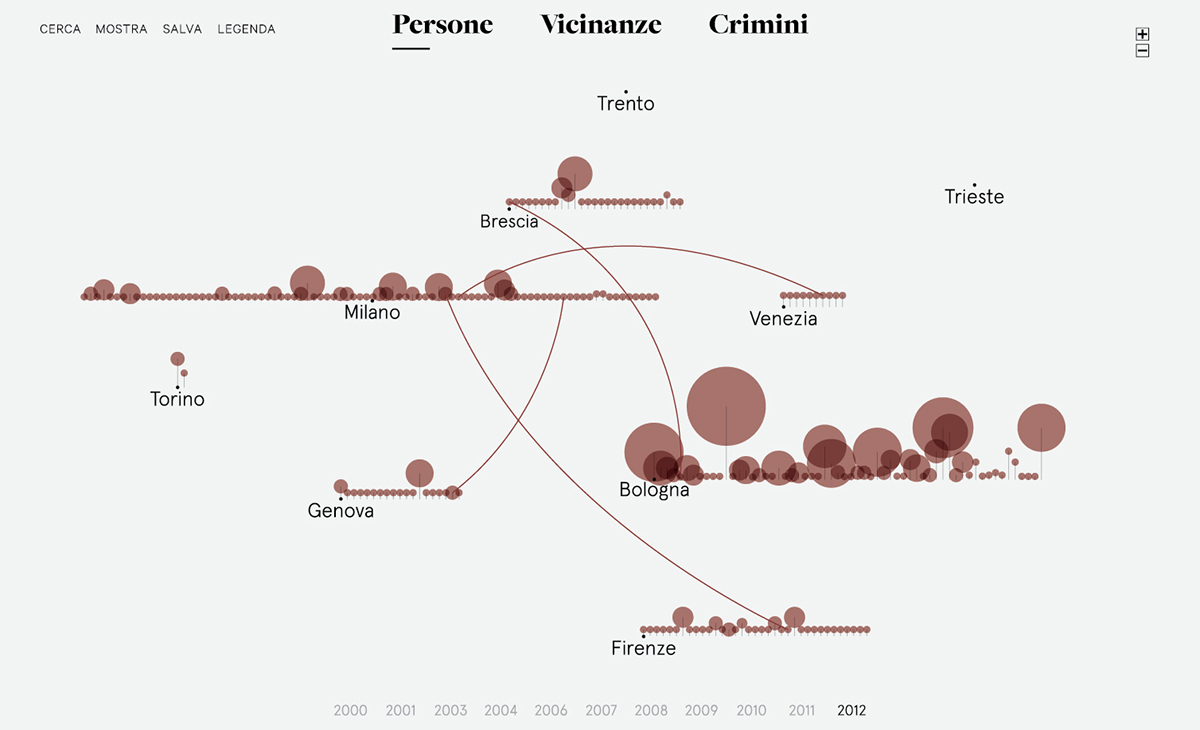 CERCA MOSTRA SALVA LEGENDA
Persone Vicinanze Crimini
Trento
Trieste
Brescia
Milano
Venezia
Torino
Bologna
Genova
Firenze
2000 2001 2003 2004 2006 2007 2008 2009 2010 2011 2012